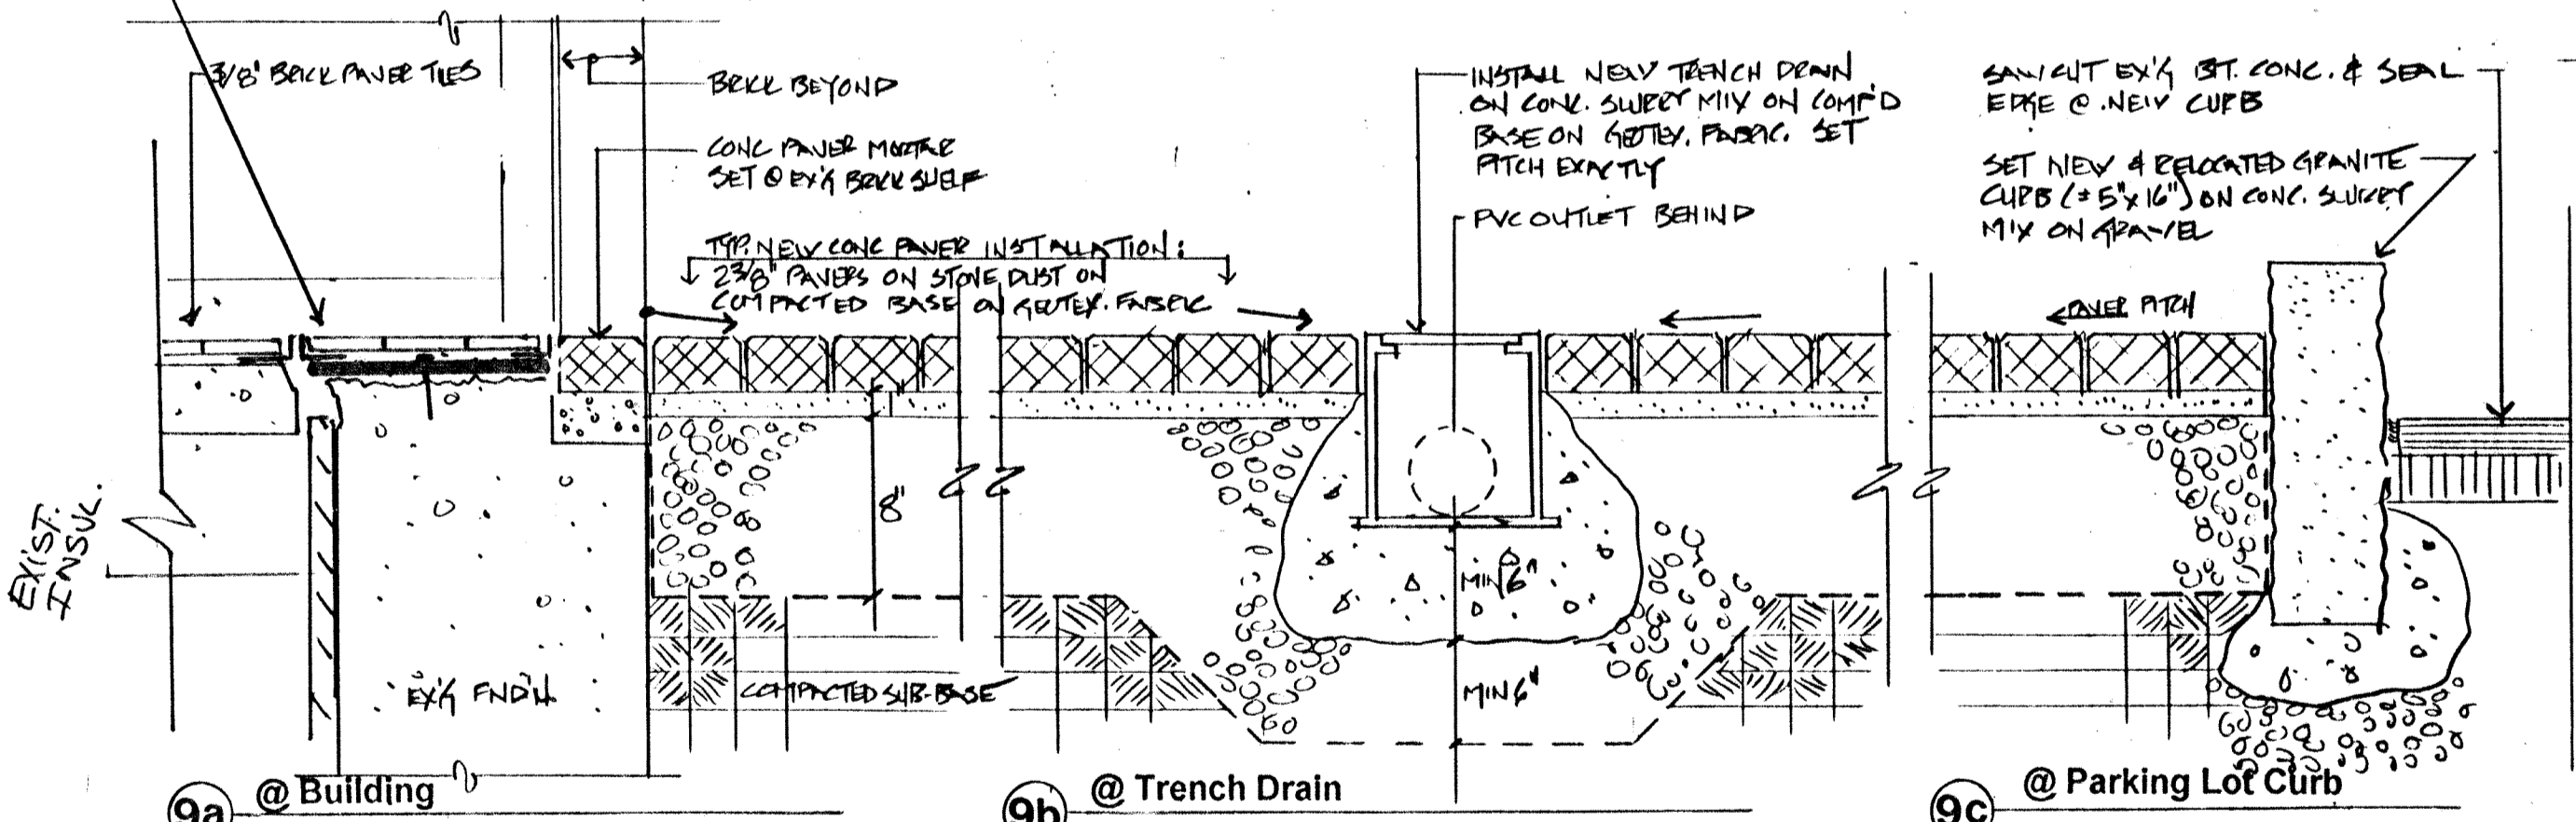 3/8" BRICK PAVER TILES
BRICK BEYOND
CONC PAVER MORTAR
SET @ EX'G BRICK SHELF
TYP. NEW CONC PAVER INSTALLATION:
2 3/8" PAVERS ON STONE DUST ON
COMPACTED BASE ON GEOTEX. FABRIC
INSTALL NEW TRENCH DRAIN
ON CONC. SLURRY MIX ON COMP'D
BASE ON GEOTEX. FABRIC. SET
PITCH EXACTLY
PVC OUTLET BEHIND
SAWCUT EX'G BIT. CONC. & SEAL
EDGE @ NEW CURB
SET NEW & RELOCATED GRANITE
CURB (±5"x16") ON CONC. SLURRY
MIX ON GRAVEL
PAVER PITCH
8"
EXIST.
INSUL.
MIN 6"
MIN 6"
EX'G FND'N
COMPACTED SUB-BASE
9a @ Building
9b @ Trench Drain
9c @ Parking Lot Curb